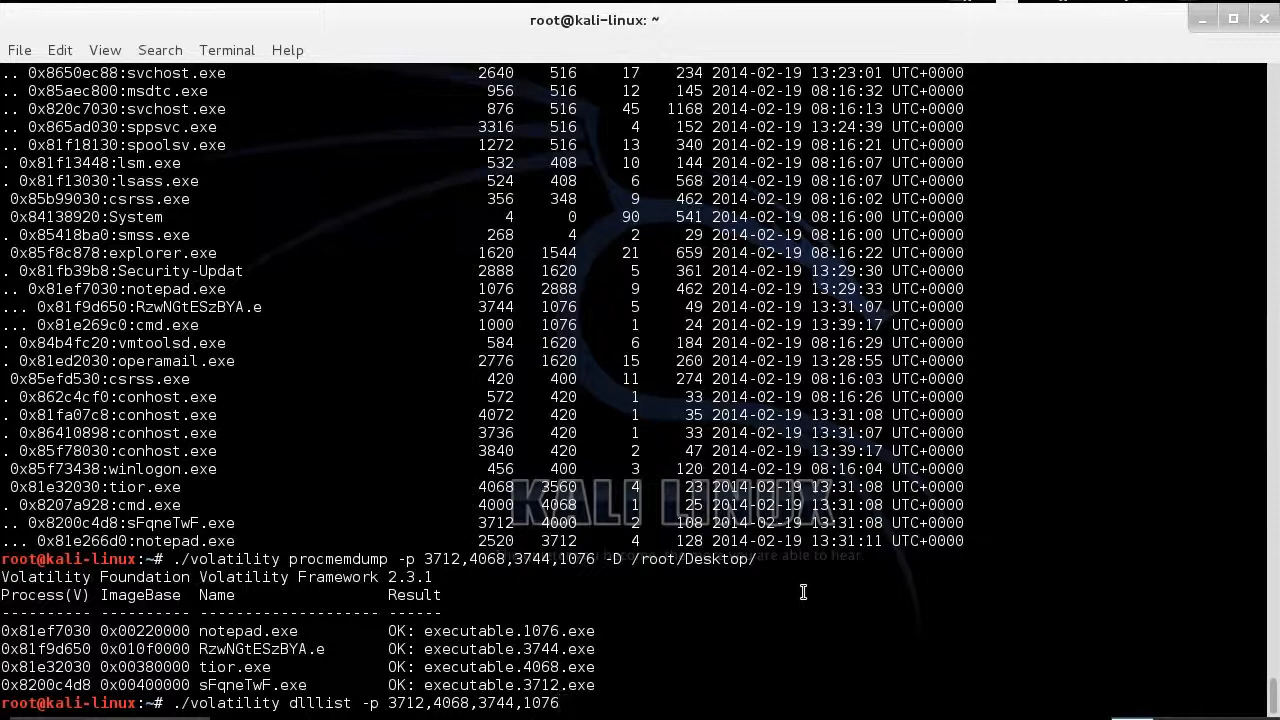 root@kali-linux: ~
File Edit View Search Terminal Help
.. 0x8650ec88:svchost.exe 2640 516 17 234 2014-02-19 13:23:01 UTC+0000
.. 0x85aec800:msdtc.exe 956 516 12 145 2014-02-19 08:16:32 UTC+0000
.. 0x820c7030:svchost.exe 876 516 45 1168 2014-02-19 08:16:13 UTC+0000
.. 0x865ad030:sppsvc.exe 3316 516 4 152 2014-02-19 13:24:39 UTC+0000
.. 0x81f18130:spoolsv.exe 1272 516 13 340 2014-02-19 08:16:21 UTC+0000
. 0x81f13448:lsm.exe 532 408 10 144 2014-02-19 08:16:07 UTC+0000
. 0x81f13030:lsass.exe 524 408 6 568 2014-02-19 08:16:07 UTC+0000
0x85b99030:csrss.exe 356 348 9 462 2014-02-19 08:16:02 UTC+0000
0x84138920:System 4 0 90 541 2014-02-19 08:16:00 UTC+0000
. 0x85418ba0:smss.exe 268 4 2 29 2014-02-19 08:16:00 UTC+0000
0x85f8c878:explorer.exe 1620 1544 21 659 2014-02-19 08:16:22 UTC+0000
. 0x81fb39b8:Security-Updat 2888 1620 5 361 2014-02-19 13:29:30 UTC+0000
.. 0x81ef7030:notepad.exe 1076 2888 9 462 2014-02-19 13:29:33 UTC+0000
... 0x81f9d650:RzwNGtESzBYA.e 3744 1076 5 49 2014-02-19 13:31:07 UTC+0000
... 0x81e269c0:cmd.exe 1000 1076 1 24 2014-02-19 13:39:17 UTC+0000
. 0x84b4fc20:vmtoolsd.exe 584 1620 6 184 2014-02-19 08:16:29 UTC+0000
. 0x81ed2030:operamail.exe 2776 1620 15 260 2014-02-19 13:28:55 UTC+0000
0x85efd530:csrss.exe 420 400 11 274 2014-02-19 08:16:03 UTC+0000
. 0x862c4cf0:conhost.exe 572 420 1 33 2014-02-19 08:16:26 UTC+0000
. 0x81fa07c8:conhost.exe 4072 420 1 35 2014-02-19 13:31:08 UTC+0000
. 0x86410898:conhost.exe 3736 420 1 33 2014-02-19 13:31:07 UTC+0000
. 0x85f78030:conhost.exe 3840 420 2 47 2014-02-19 13:39:17 UTC+0000
0x85f73438:winlogon.exe 456 400 3 120 2014-02-19 08:16:04 UTC+0000
0x81e32030:tior.exe 4068 3560 4 23 2014-02-19 13:31:08 UTC+0000
. 0x8207a928:cmd.exe 4000 4068 1 25 2014-02-19 13:31:08 UTC+0000
.. 0x8200c4d8:sFqneTwF.exe 3712 4000 2 108 2014-02-19 13:31:08 UTC+0000
... 0x81e266d0:notepad.exe 2520 3712 4 128 2014-02-19 13:31:11 UTC+0000
KALI LINUX
root@kali-linux:~# ./volatility procmemdump -p 3712,4068,3744,1076 -D /root/Desktop/
Volatility Foundation Volatility Framework 2.3.1
Process(V) ImageBase Name Result
---------- ---------- -------------------- ------
0x81ef7030 0x00220000 notepad.exe OK: executable.1076.exe
0x81f9d650 0x010f0000 RzwNGtESzBYA.e OK: executable.3744.exe
0x81e32030 0x00380000 tior.exe OK: executable.4068.exe
0x8200c4d8 0x00400000 sFqneTwF.exe OK: executable.3712.exe
root@kali-linux:~# ./volatility dlllist -p 3712,4068,3744,1076